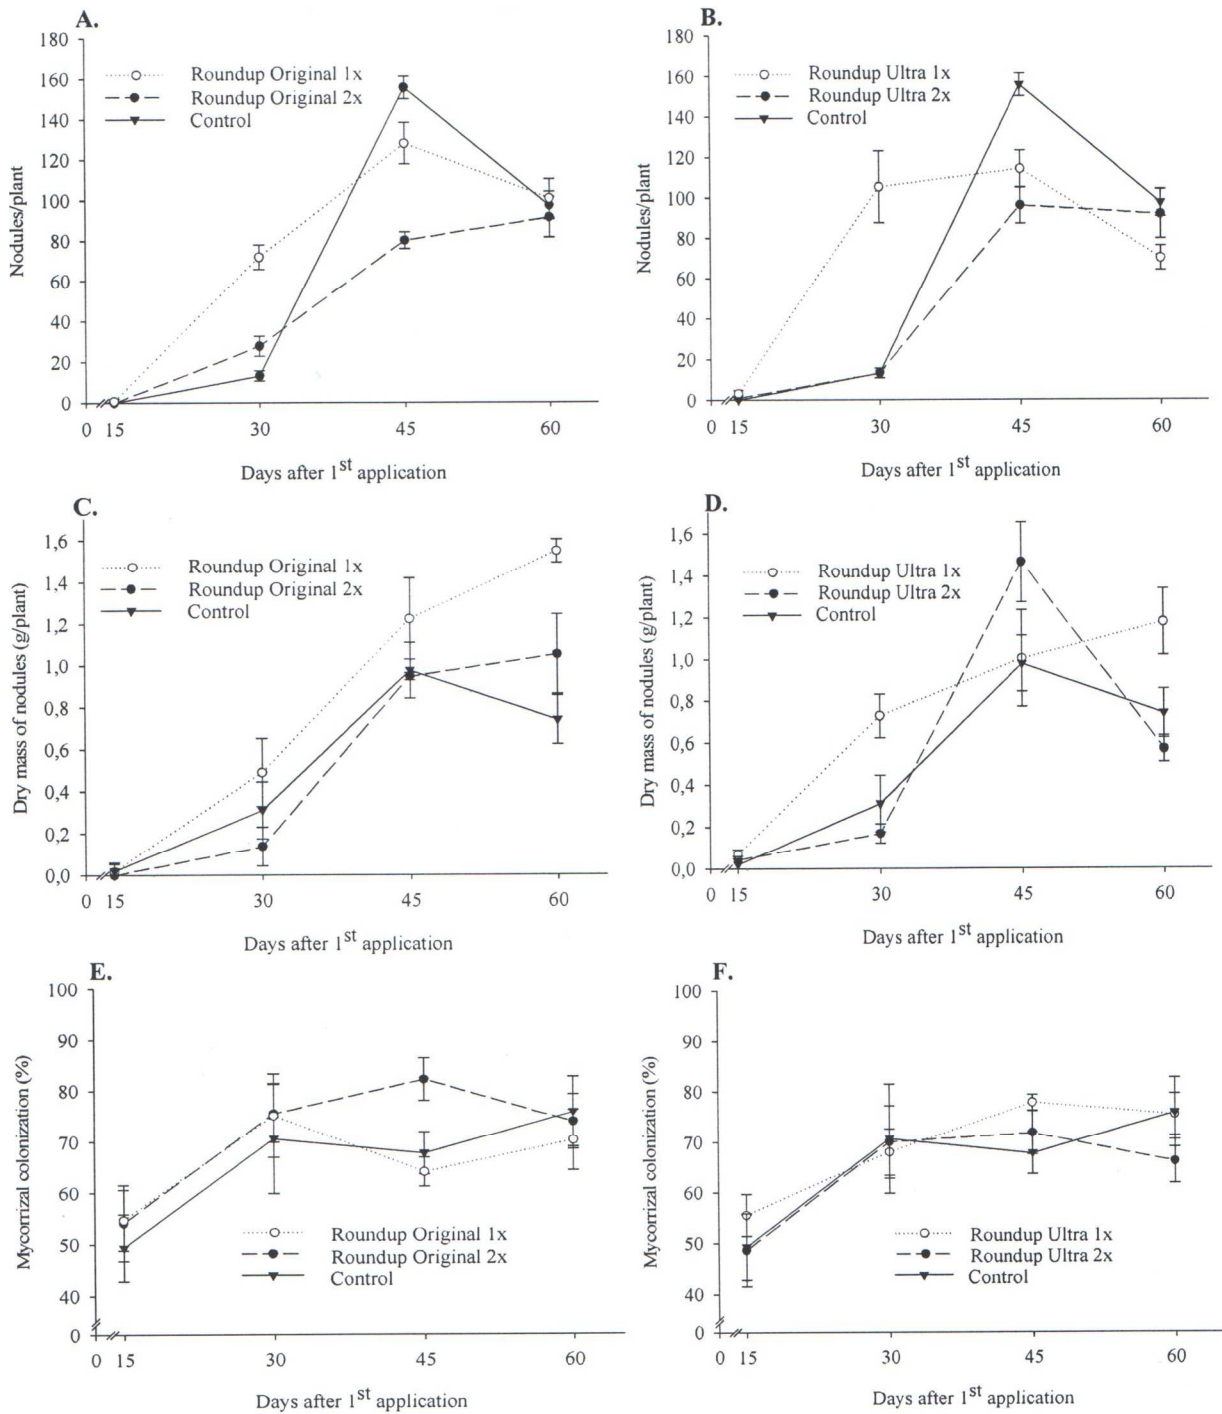 A.
180
160
140
120
100
80
60
40
20
0
Nodules/plant
Roundup Original 1x
Roundup Original 2x
Control
0 15 30 45 60
Days after 1st application
B.
180
160
140
120
100
80
60
40
20
0
Nodules/plant
Roundup Ultra 1x
Roundup Ultra 2x
Control
0 15 30 45 60
Days after 1st application
C.
1,6
1,4
1,2
1,0
0,8
0,6
0,4
0,2
0,0
Dry mass of nodules (g/plant)
Roundup Original 1x
Roundup Original 2x
Control
0 15 30 45 60
Days after 1st application
D.
1,6
1,4
1,2
1,0
0,8
0,6
0,4
0,2
0,0
Dry mass of nodules (g/plant)
Roundup Ultra 1x
Roundup Ultra 2x
Control
0 15 30 45 60
Days after 1st application
E.
100
90
80
70
60
50
40
0
Mycorrizal colonization (%)
Roundup Original 1x
Roundup Original 2x
Control
0 15 30 45 60
Days after 1st application
F.
100
90
80
70
60
50
40
0
Mycorrizal colonization (%)
Roundup Ultra 1x
Roundup Ultra 2x
Control
0 15 30 45 60
Days after 1st application